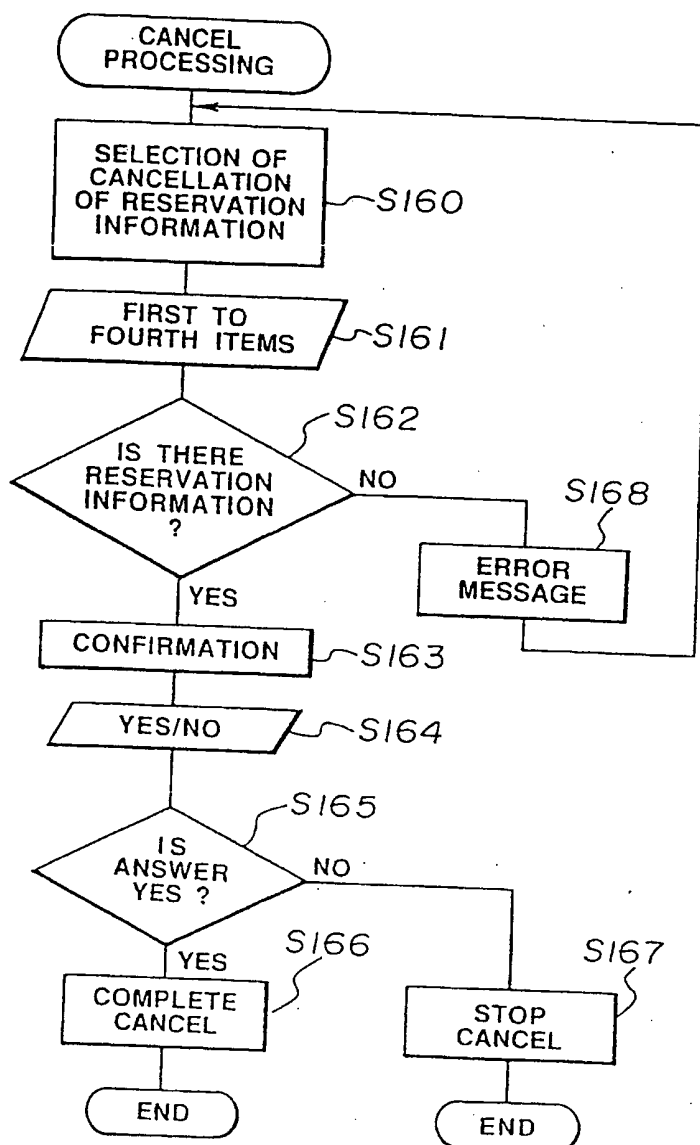 CANCEL
PROCESSING
SELECTION OF
CANCELLATION
OF RESERVATION
INFORMATION
S160
FIRST TO
FOURTH ITEMS
S161
S162
IS THERE
RESERVATION
INFORMATION
?
NO
S168
ERROR
MESSAGE
YES
CONFIRMATION
S163
YES/NO
S164
S165
IS
ANSWER
YES ?
NO
YES
S166
COMPLETE
CANCEL
S167
STOP
CANCEL
END
END